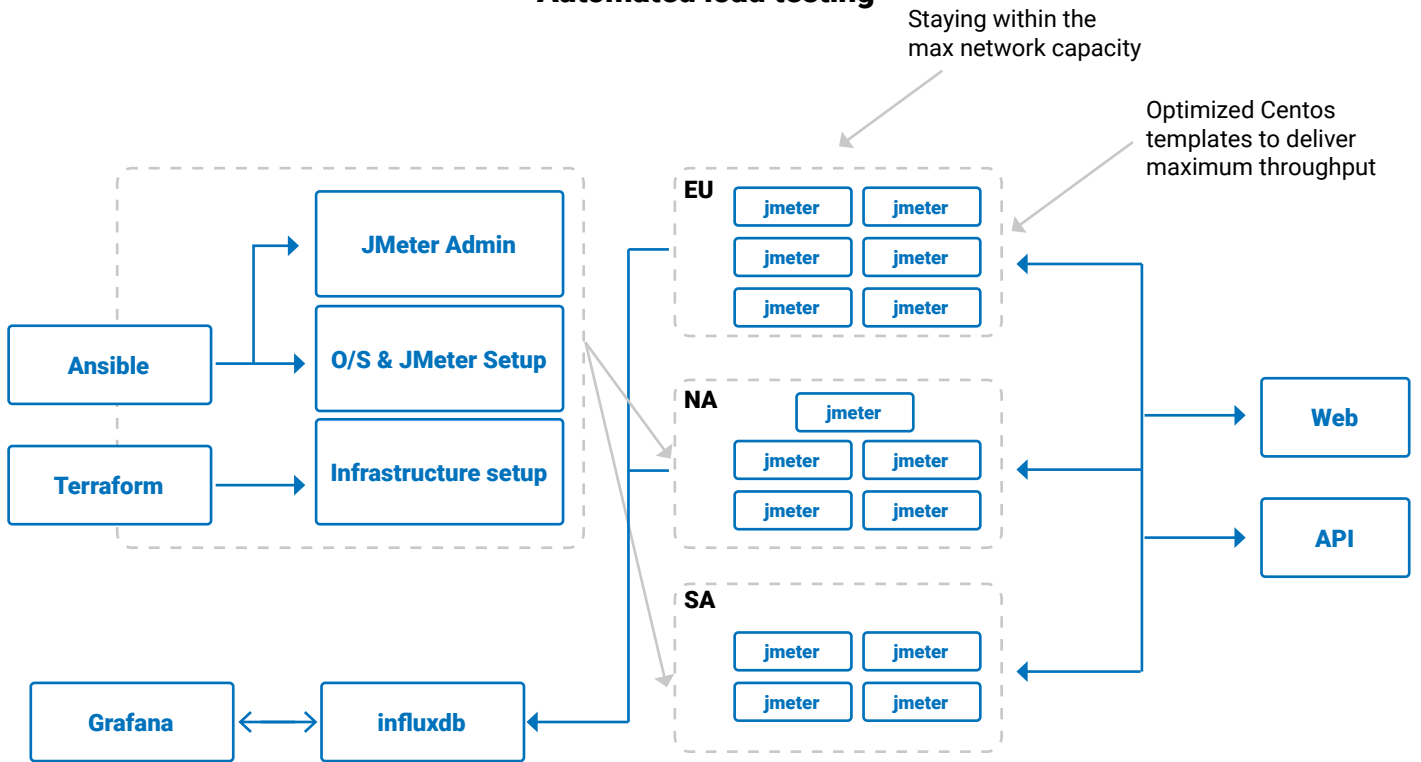 Automated load testing
Staying within the
max network capacity
Optimized Centos
templates to deliver
maximum throughput
JMeter Admin
Ansible
O/S & JMeter Setup
Terraform
Infrastructure setup
EU
jmeter jmeter
jmeter jmeter
jmeter jmeter
NA
jmeter
jmeter jmeter
jmeter jmeter
SA
jmeter jmeter
jmeter jmeter
Web
API
Grafana
influxdb